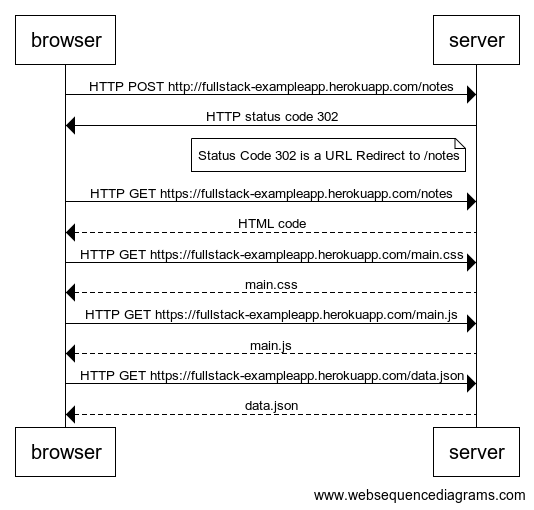 browser
server
HTTP POST http://fullstack-exampleapp.herokuapp.com/notes
HTTP status code 302
Status Code 302 is a URL Redirect to /notes
HTTP GET https://fullstack-exampleapp.herokuapp.com/notes
HTML code
HTTP GET https://fullstack-exampleapp.herokuapp.com/main.css
main.css
HTTP GET https://fullstack-exampleapp.herokuapp.com/main.js
main.js
HTTP GET https://fullstack-exampleapp.herokuapp.com/data.json
data.json
browser
server
www.websequencediagrams.com